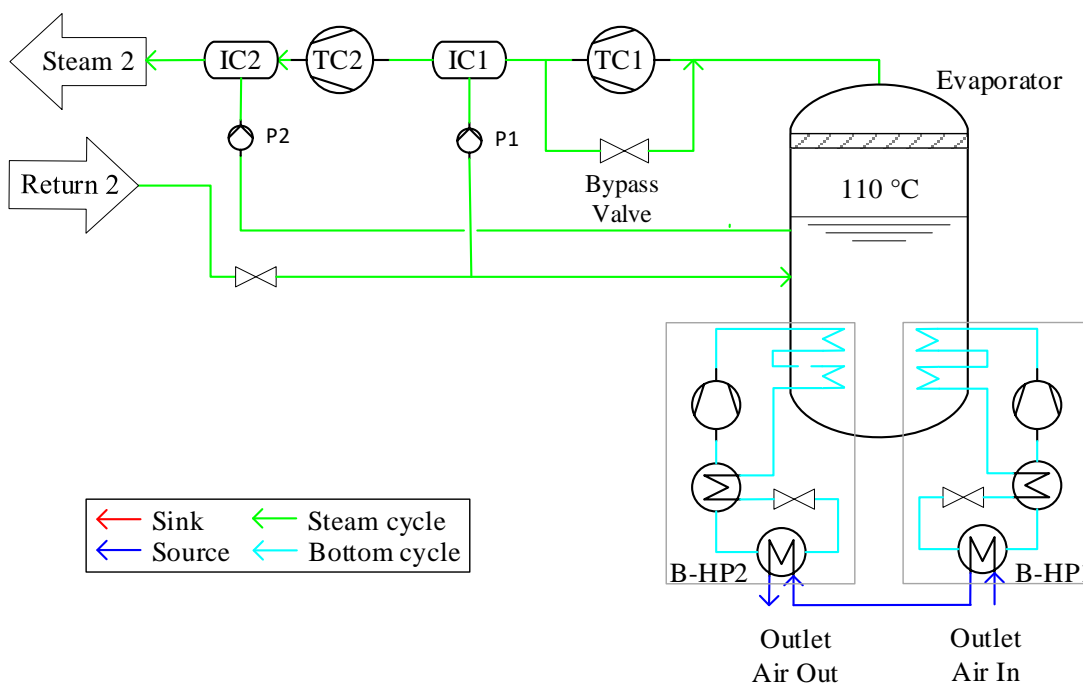 Steam 2
IC2
TC2
IC1
TC1
Evaporator
P2
P1
Return 2
Bypass
Valve
110 °C
Sink
Steam cycle
Source
Bottom cycle
B-HP2
B-HP
Outlet
Air Out
Outlet
Air In